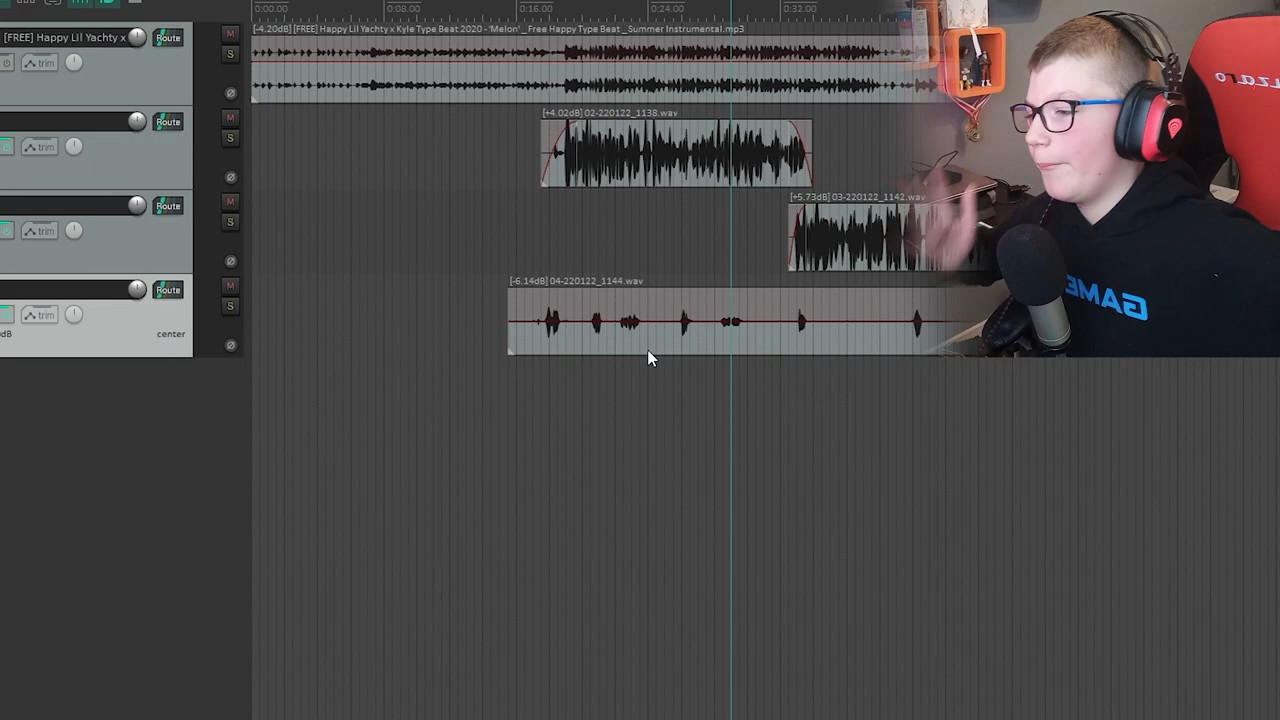 0:00.00 0:08.00 0:16.00 0:24.00 0:32.00
[-4.20dB] [FREE] Happy Lil Yachty x Kyle Type Beat 2020 - 'Melon' _ Free Happy Type Beat _ Summer Instrumental.mp3
[FREE] Happy Lil Yachty x
Route
M
S
trim
[+4.02dB] 02-220122_1138.wav
Route
M
S
trim
[+5.73dB] 03-220122_1142.wav
Route
M
S
trim
[-6.14dB] 04-220122_1144.wav
Route
M
S
trim
0dB center
GAME